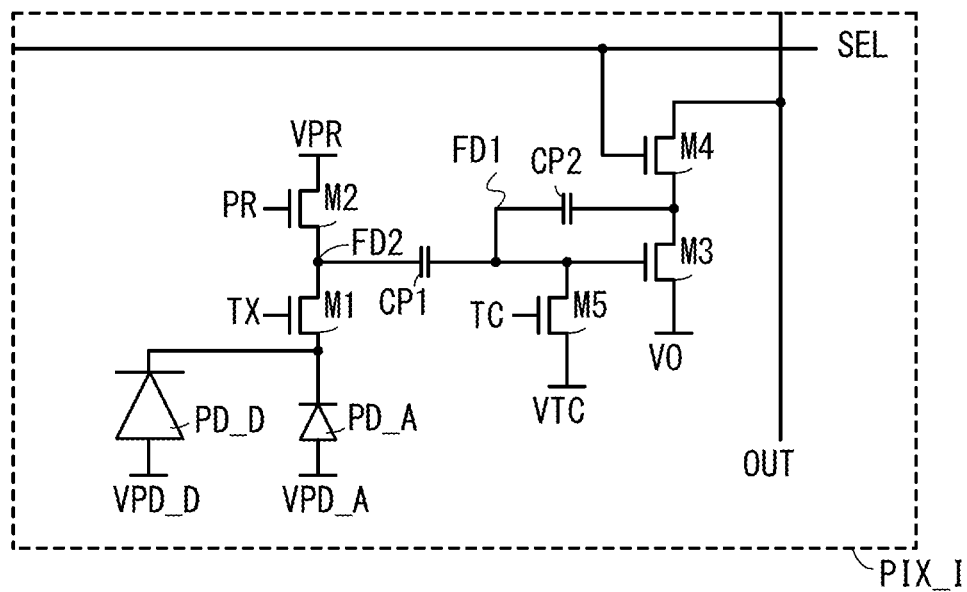 SEL
VPR
FD1
CP2
M4
PR
M2
FD2
M3
TX
M1
CP1
TC
M5
VO
PD_D
PD_A
VTC
OUT
VPD_D
VPD_A
PIX_I